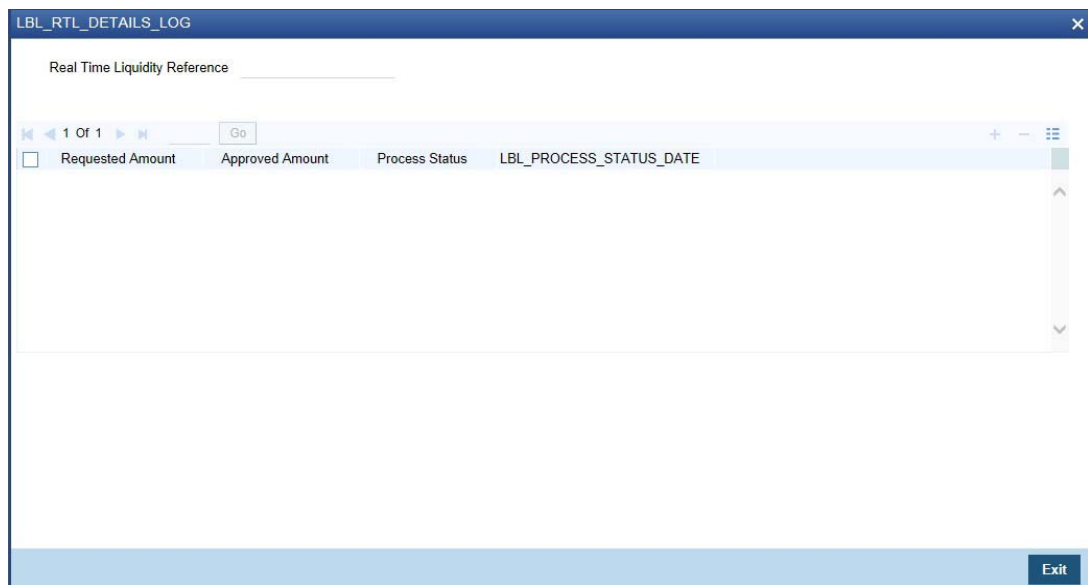 LBL_RTL_DETAILS_LOG
Real Time Liquidity Reference
1 Of 1 Go
Requested Amount Approved Amount Process Status LBL_PROCESS_STATUS_DATE
Exit